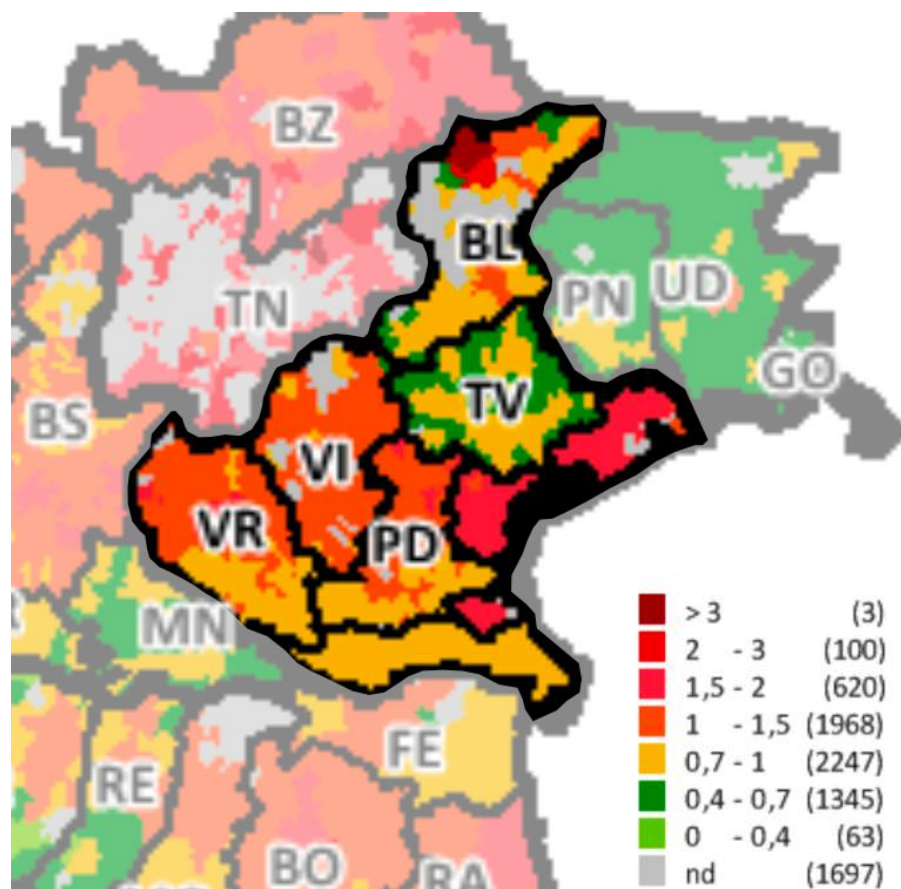 BZ
BL
TN
PN
UD
GO
BS
TV
VI
VR
PD
MN
> 3 (3)
2 - 3 (100)
1,5 - 2 (620)
1 - 1,5 (1968)
0,7 - 1 (2247)
0,4 - 0,7 (1345)
0 - 0,4 (63)
nd (1697)
FE
RE
BO
RA